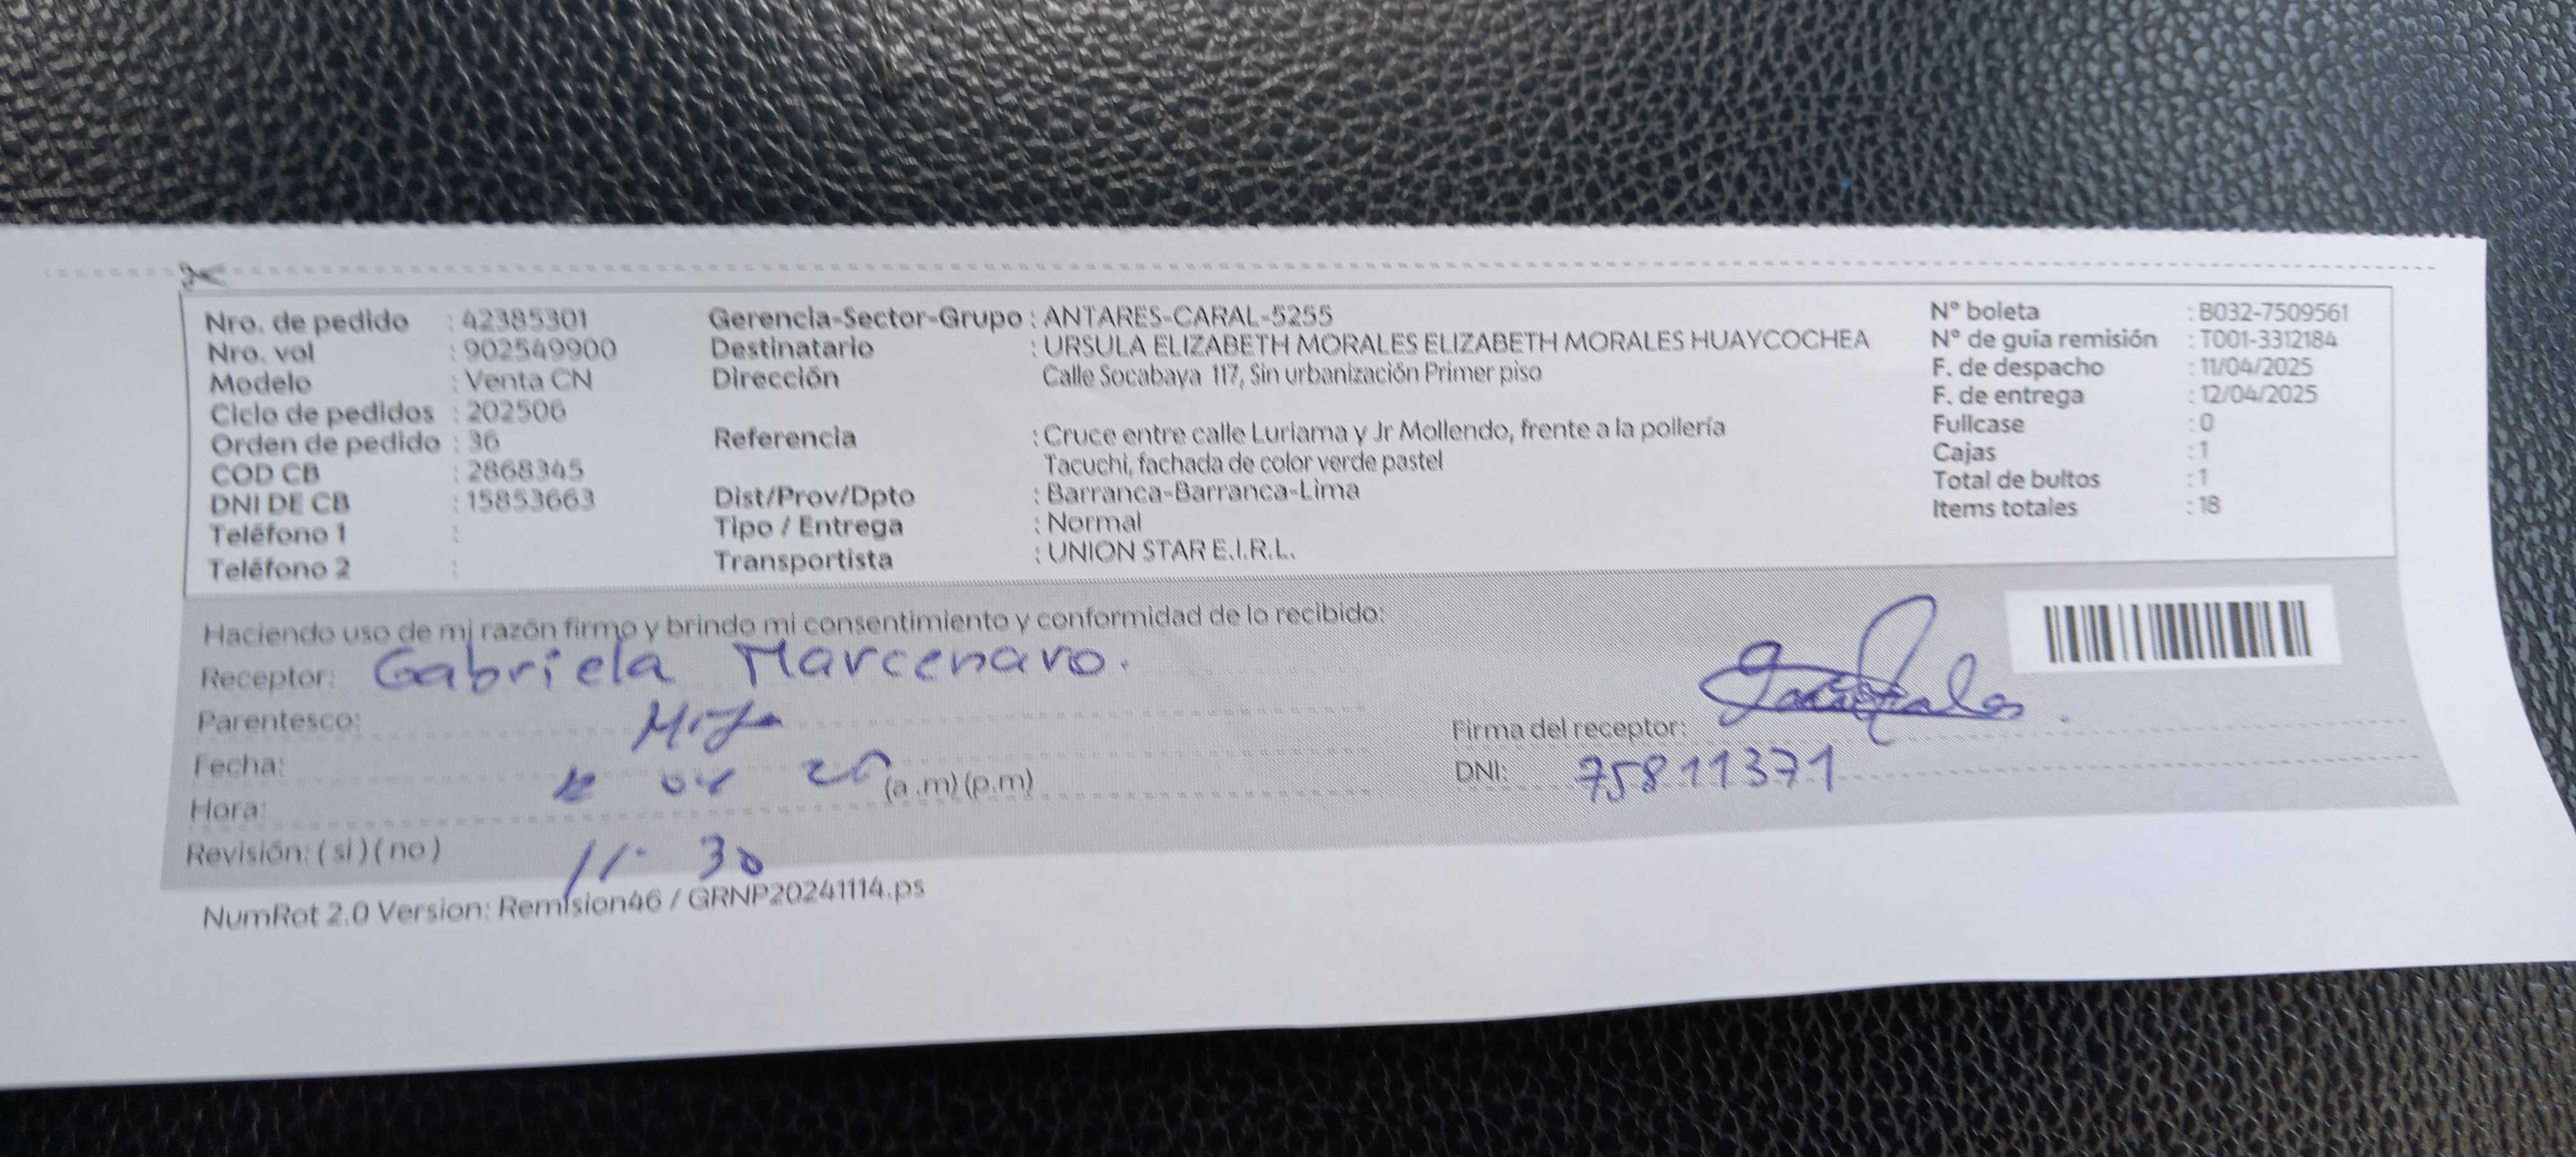 Nro. de pedido : 42385301
Nro. vol : 902549900
Modelo : Venta CN
Ciclo de pedidos : 202506
Orden de pedido : 36
COD CB : 2868345
DNI DE CB : 15853663
Teléfono 1 :
Teléfono 2 :
Gerencia-Sector-Grupo : ANTARES-CARAL-5255
Destinatario : URSULA ELIZABETH MORALES ELIZABETH MORALES HUAYCOCHEA
Dirección Calle Socabaya 117, Sin urbanización Primer piso
Referencia : Cruce entre calle Luriama y Jr Mollendo, frente a la pollería
Tacuchi, fachada de color verde pastel
Dist/Prov/Dpto : Barranca-Barranca-Lima
Tipo / Entrega : Normal
Transportista : UNION STAR E.I.R.L.
N° boleta : B032-7509561
N° de guía remisión : T001-3312184
F. de despacho : 11/04/2025
F. de entrega : 12/04/2025
Fullcase : 0
Cajas : 1
Total de bultos : 1
Items totales : 18
Haciendo uso de mi razón firmo y brindo mi consentimiento y conformidad de lo recibido:
Receptor: Gabriela Marcenaro.
Parentesco: Hija
Fecha: 04 25
Hora: (a.m) (p.m)
Revisión: ( si ) ( no ) 11· 30
Firma del receptor:
DNI: 75811371
NumRot 2.0 Version: Remision46 / GRNP20241114.ps